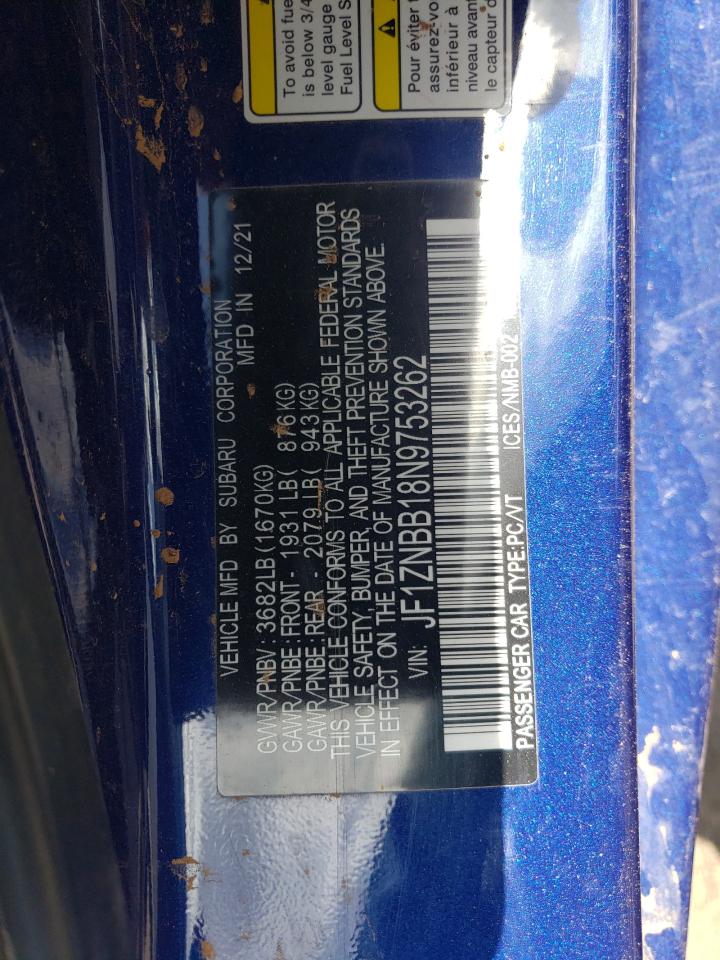 To avoid fue
is below 3/4
level gauge
Fuel Level S
Pour éviter
assurez-vo
inférieur à
niveau avant
le capteur d
VEHICLE MFD BY SUBARU CORPORATION
MFD IN 12/21
GVWR/PNBV: 3682LB(1670KG)
GAWR/PNBE: FRONT- 1931 LB( 876KG)
GAWR/PNBE: REAR - 2079 LB( 943KG)
THIS VEHICLE CONFORMS TO ALL APPLICABLE FEDERAL MOTOR
VEHICLE SAFETY, BUMPER, AND THEFT PREVENTION STANDARDS
IN EFFECT ON THE DATE OF MANUFACTURE SHOWN ABOVE.
VIN: JF1ZNBB18N9753262
PASSENGER CAR TYPE:PC/VT ICES/NMB-002